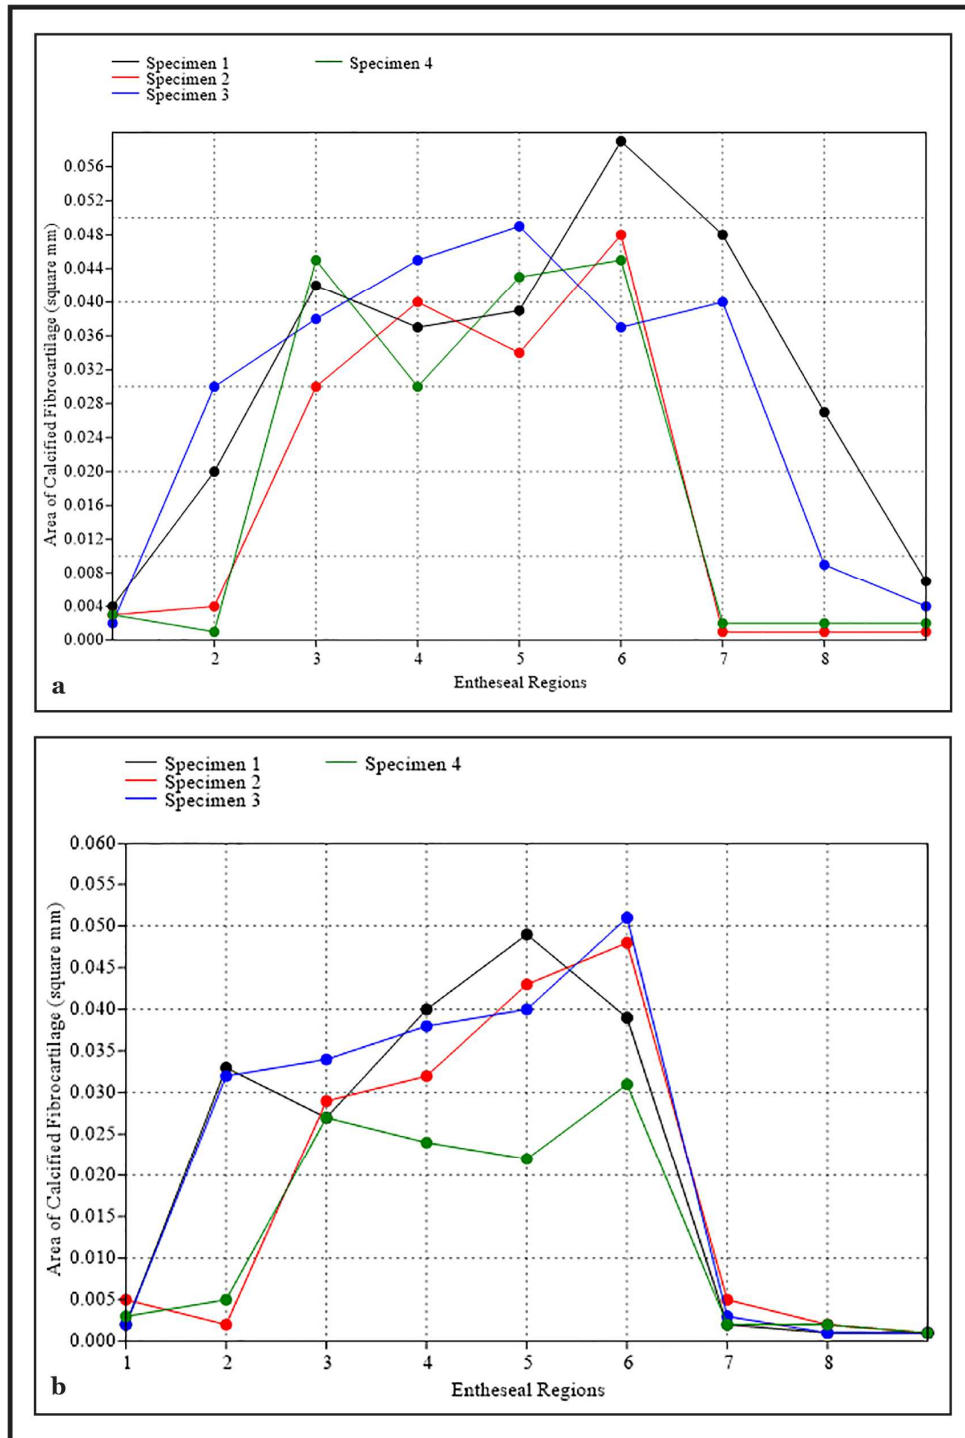 Specimen 1 Specimen 4
Specimen 2
Specimen 3
0.056
0.052
0.048
0.044
0.040
0.036
0.032
0.028
0.024
0.020
0.016
0.012
0.008
0.004
0.000
Area of Calcified Fibrocartilage (square mm)
2 3 4 5 6 7 8
Entheseal Regions
a
Specimen 1 Specimen 4
Specimen 2
Specimen 3
0.060
0.055
0.050
0.045
0.040
0.035
0.030
0.025
0.020
0.015
0.010
0.005
0.000
Area of Calcified Fibrocartilage (square mm)
1 2 3 4 5 6 7 8
Entheseal Regions
b